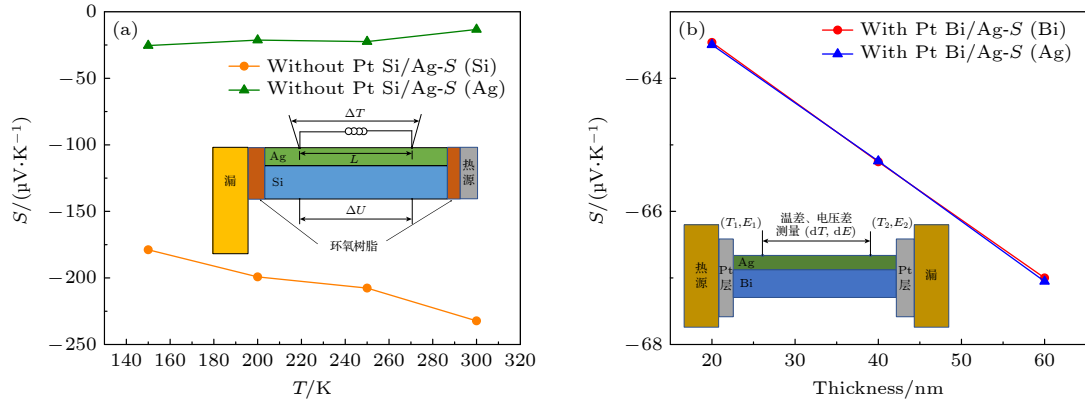 (a)
0
−50
−100
−150
−200
−250
S/(μV·K⁻¹)
Without Pt Si/Ag-S (Si)
Without Pt Si/Ag-S (Ag)
ΔT
Ag
L
Si
漏
热源
ΔU
环氧树脂
140 160 180 200 220 240 260 280 300 320
T/K
(b)
−64
−66
−68
S/(μV·K⁻¹)
With Pt Bi/Ag-S (Bi)
With Pt Bi/Ag-S (Ag)
(T₁,E₁)
温差、电压差
测量 (dT, dE)
(T₂,E₂)
热源
Pt层
Ag
Bi
Pt层
漏
20 30 40 50 60
Thickness/nm